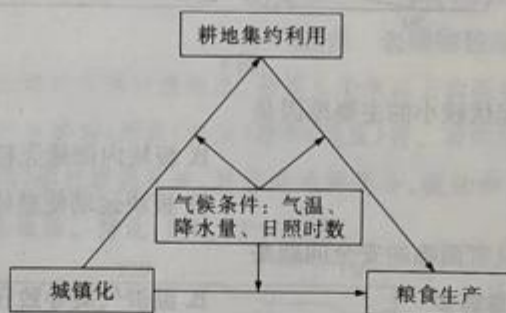 耕地集约利用
气候条件：气温、
降水量、日照时数
城镇化
粮食生产